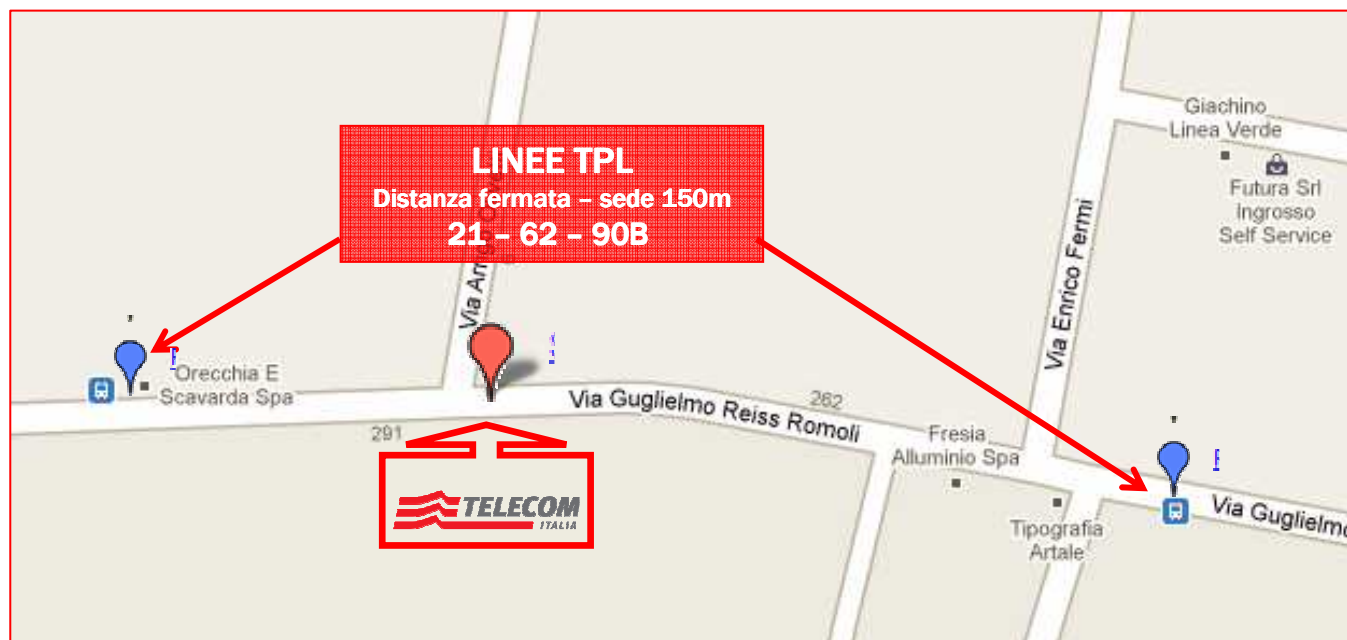 Giachino
Linea Verde
LINEE TPL
Distanza fermata – sede 150m
21 – 62 – 90B
Futura Srl
Ingrosso
Self Service
Via Enrico Fermi
Via
Orecchia E
Scavarda Spa
Via Guglielmo Reiss Romoli
262
291
Fresia
Alluminio Spa
TELECOM
ITALIA
Via Guglielmo
Tipografia
Artale